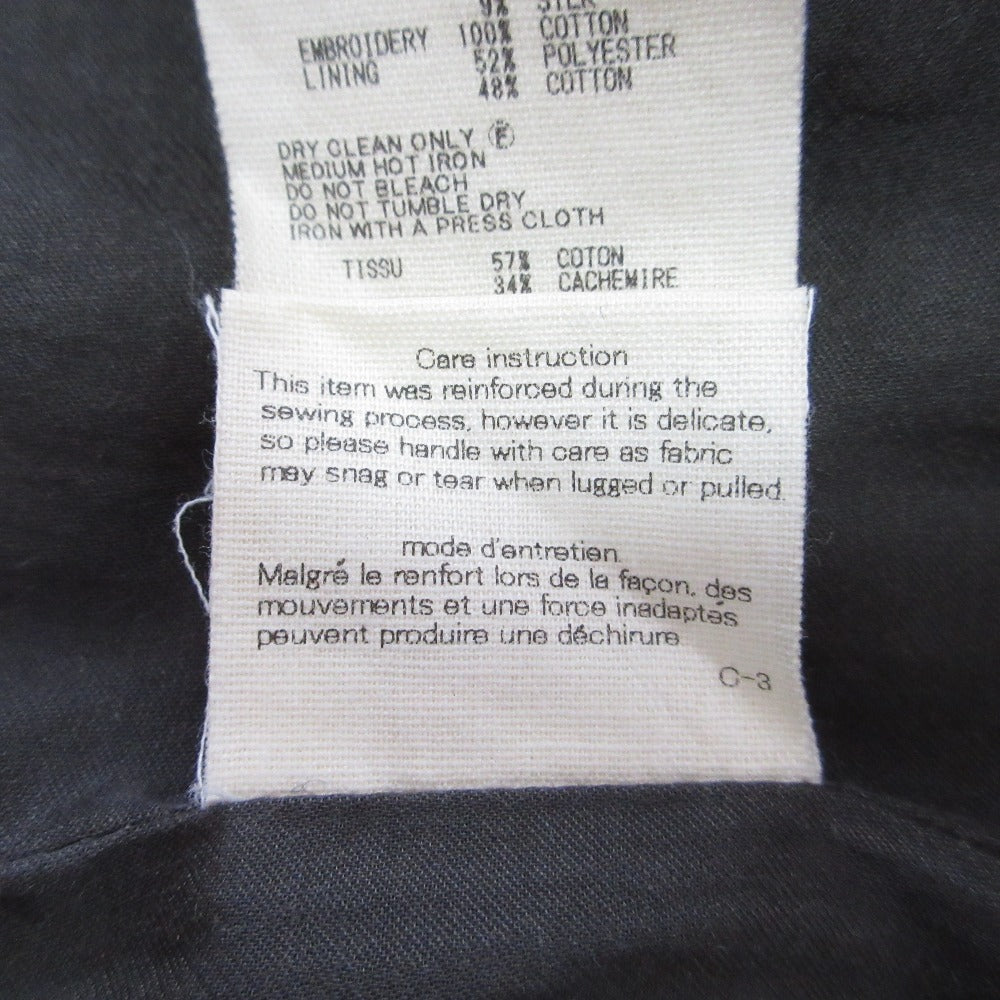 9% SILK
EMBROIDERY 100% COTTON
LINING 52% POLYESTER
48% COTTON
DRY CLEAN ONLY Ⓕ
MEDIUM HOT IRON
DO NOT BLEACH
DO NOT TUMBLE DRY
IRON WITH A PRESS CLOTH
TISSU 57% COTON
34% CACHEMIRE
Care instruction
This item was reinforced during the
sewing process, however it is delicate,
so please handle with care as fabric
may snag or tear when lugged or pulled.
mode d'entretien
Malgré le renfort lors de la façon, des
mouvements et une force inadaptés
peuvent produire une déchirure
C-3